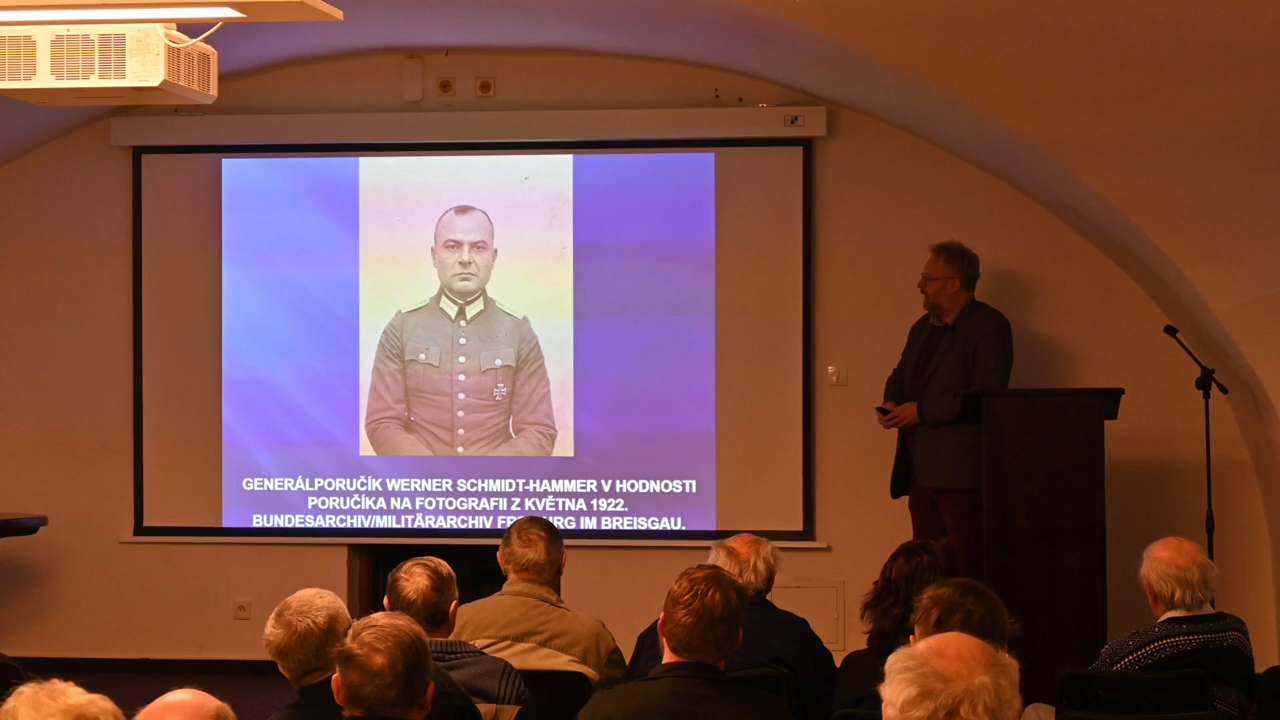 GENERÁLPORUČÍK WERNER SCHMIDT-HAMMER V HODNOSTI
PORUČÍKA NA FOTOGRAFII Z KVĚTNA 1922.
BUNDESARCHIV/MILITÄRARCHIV IM BREISGAU.